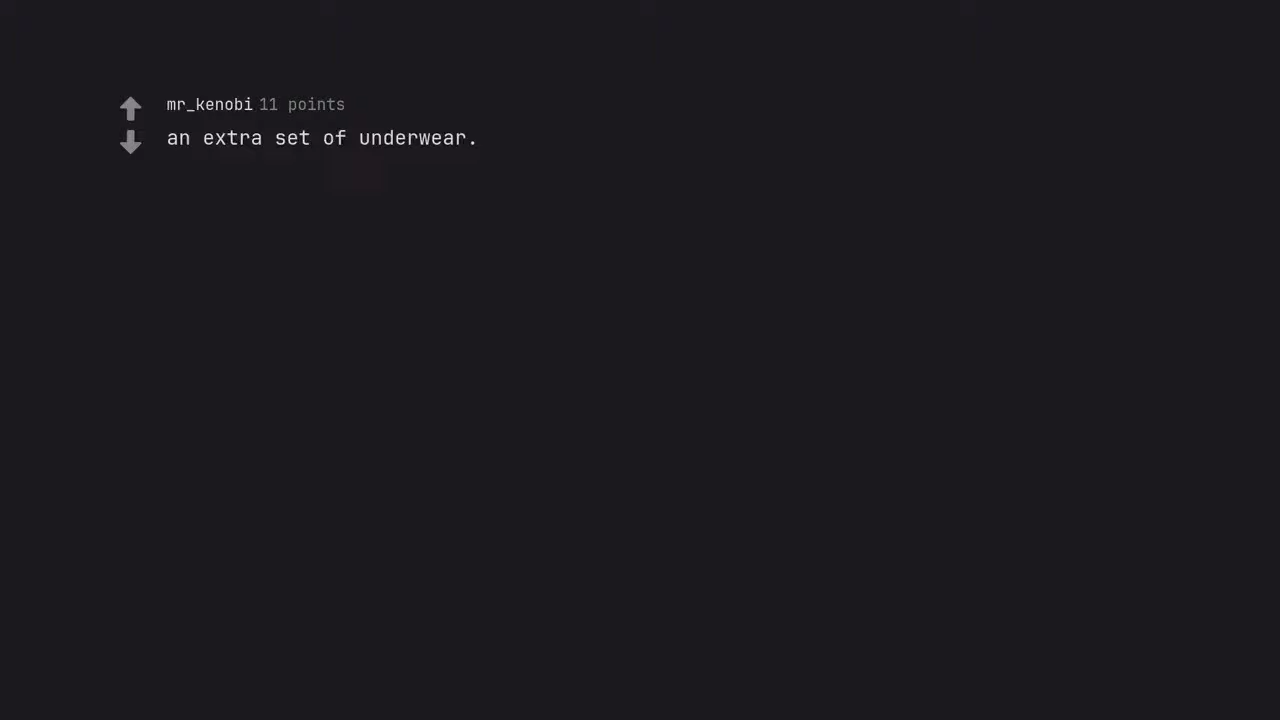 mr_kenobi 11 points
an extra set of underwear.